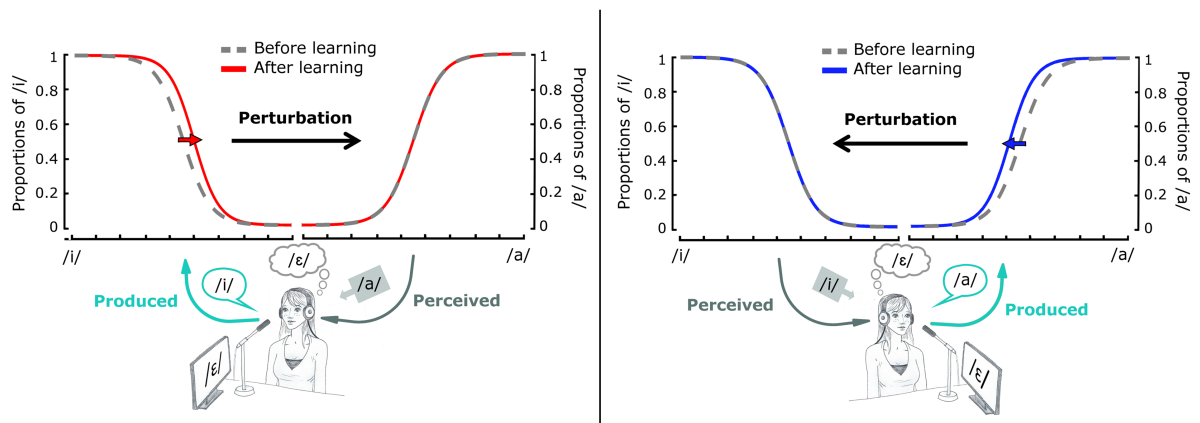 Before learning
After learning
Proportions of /i/
1
0.8
0.6
0.4
0.2
0
Perturbation
1
0.8
0.6
0.4
0.2
0
Proportions of /a/
/i/
/a/
/ɛ/
/i/
/a/
Produced
Perceived
/ɛ/
Before learning
After learning
Proportions of /i/
1
0.8
0.6
0.4
0.2
0
Perturbation
1
0.8
0.6
0.4
0.2
0
Proportions of /a/
/i/
/a/
/ɛ/
/i/
/a/
Perceived
Produced
/ɛ/